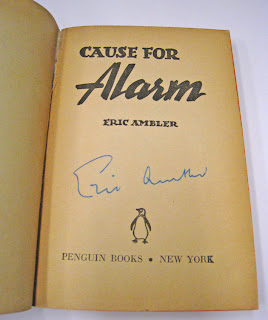 CAUSE FOR
Alarm
ERIC AMBLER
Eric Ambler
PENGUIN BOOKS • NEW YORK